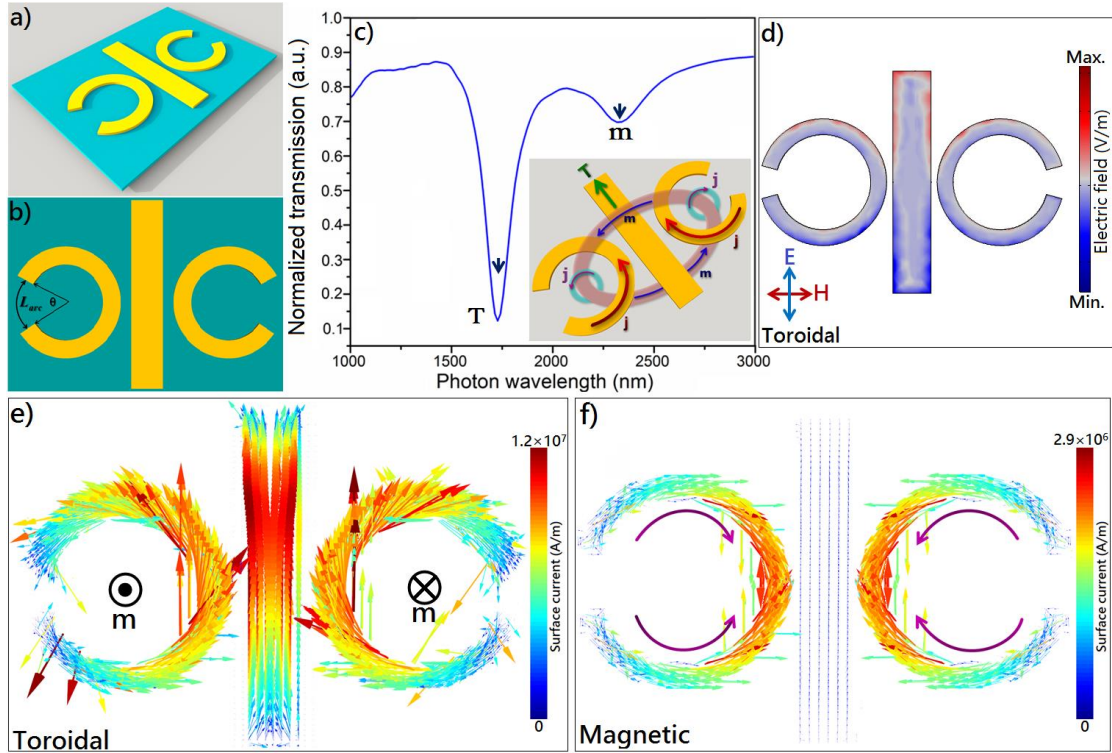 a)
b)
L_arc θ
c)
Normalized transmission (a.u.)
1.0
0.9
0.8
0.7
0.6
0.5
0.4
0.3
0.2
0.1
T
m
T
j
m
m
j
j
j
1000 1500 2000 2500 3000
Photon wavelength (nm)
d)
Max.
Electric field (V/m)
Min.
E
H
Toroidal
e)
1.2×10⁷
Surface current (A/m)
0
m
m
Toroidal
f)
2.9×10⁶
Surface current (A/m)
0
Magnetic